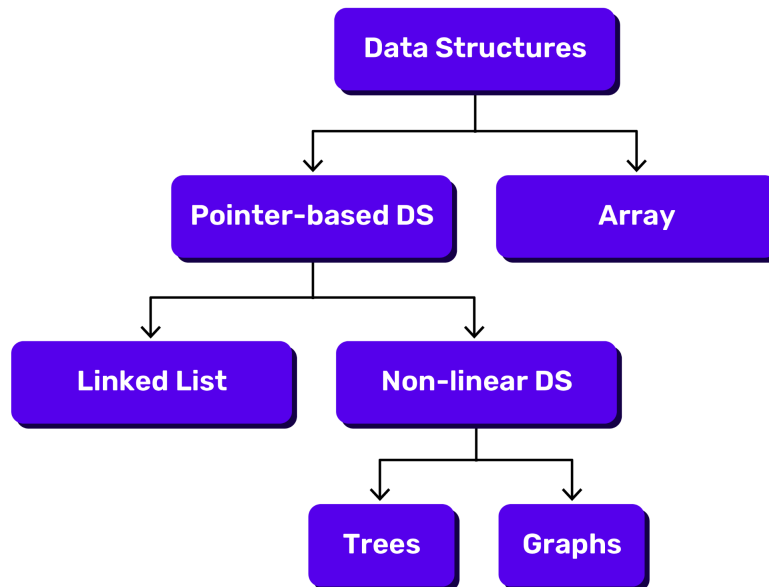 Data Structures
Pointer-based DS
Array
Linked List
Non-linear DS
Trees
Graphs